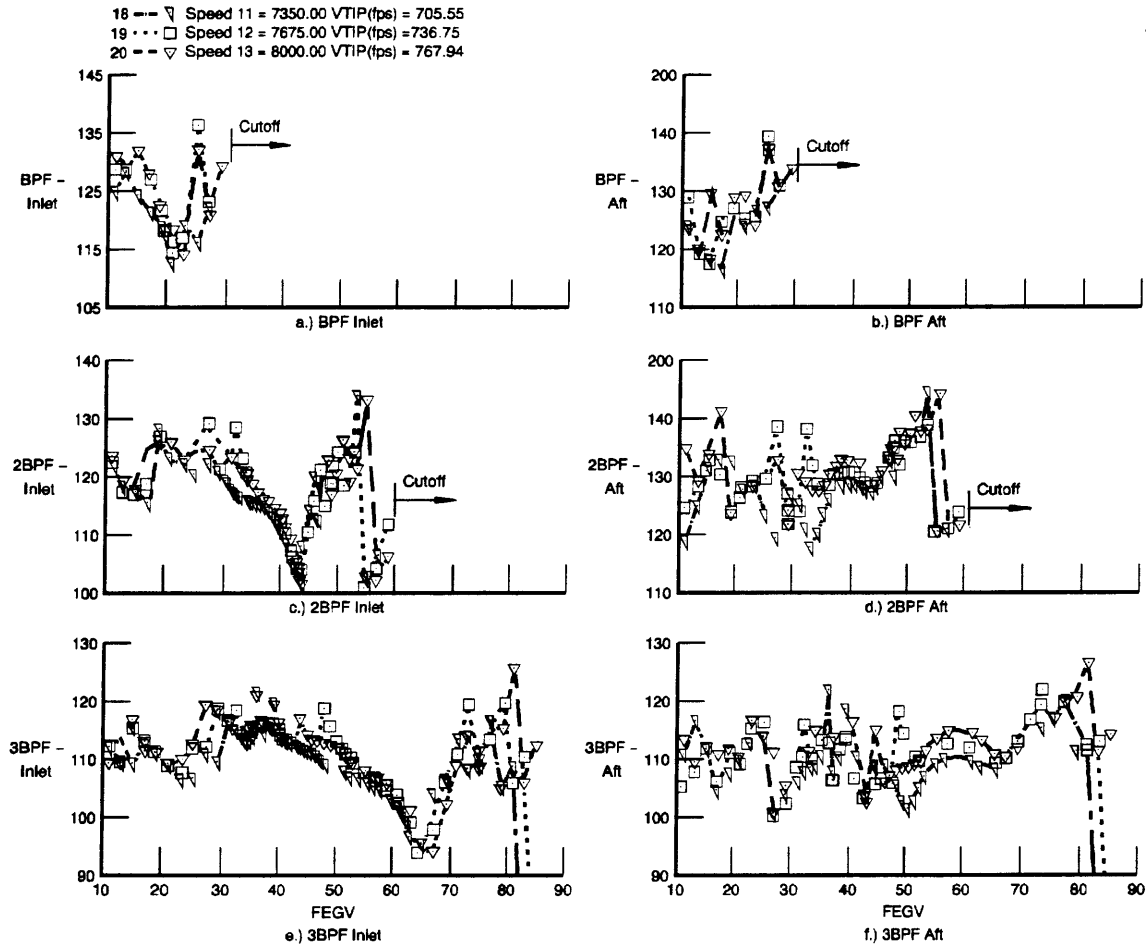 18 Speed 11 = 7350.00 VTIP(fps) = 705.55
19 Speed 12 = 7675.00 VTIP(fps) =736.75
20 Speed 13 = 8000.00 VTIP(fps) = 767.94
145
135
125
115
105
BPF –
Inlet
Cutoff
a.) BPF Inlet
200
140
130
120
110
BPF –
Aft
Cutoff
b.) BPF Aft
140
130
120
110
100
2BPF –
Inlet
Cutoff
c.) 2BPF Inlet
200
140
130
120
110
2BPF –
Aft
Cutoff
d.) 2BPF Aft
130
120
110
100
90
3BPF –
Inlet
10 20 30 40 50 60 70 80 90
FEGV
e.) 3BPF Inlet
130
120
110
100
90
3BPF –
Aft
10 20 30 40 50 60 70 80 90
FEGV
f.) 3BPF Aft